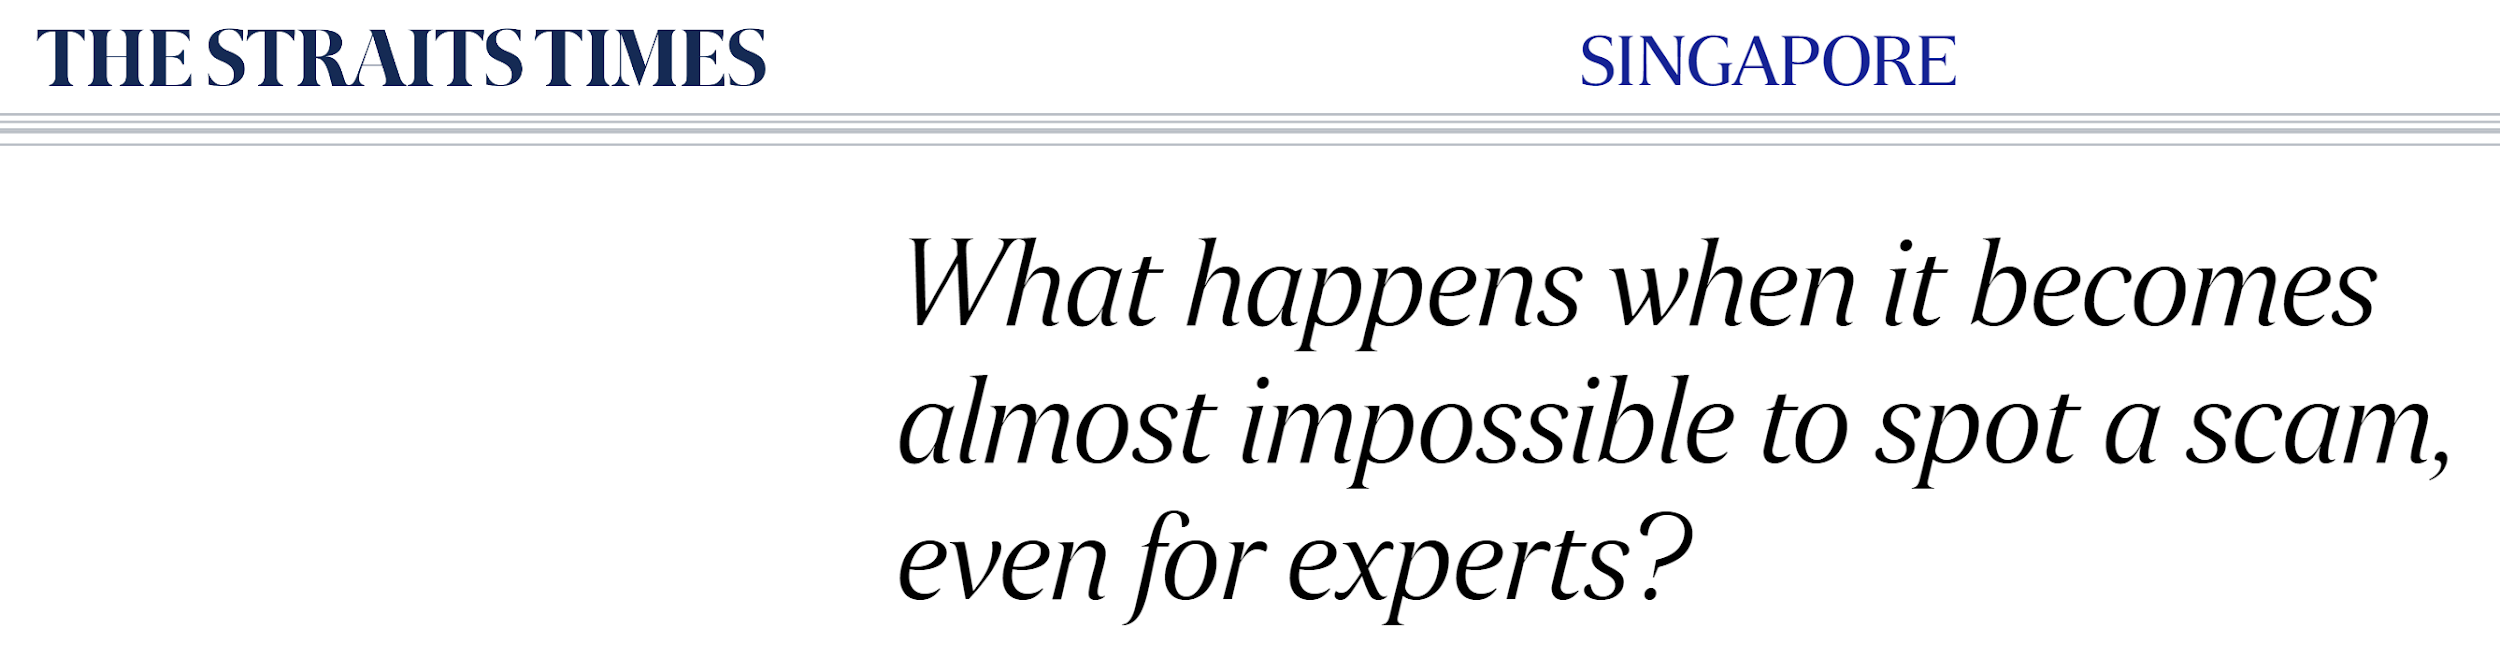 THE STRAITS TIMES
SINGAPORE
What happens when it becomes
almost impossible to spot a scam,
even for experts?